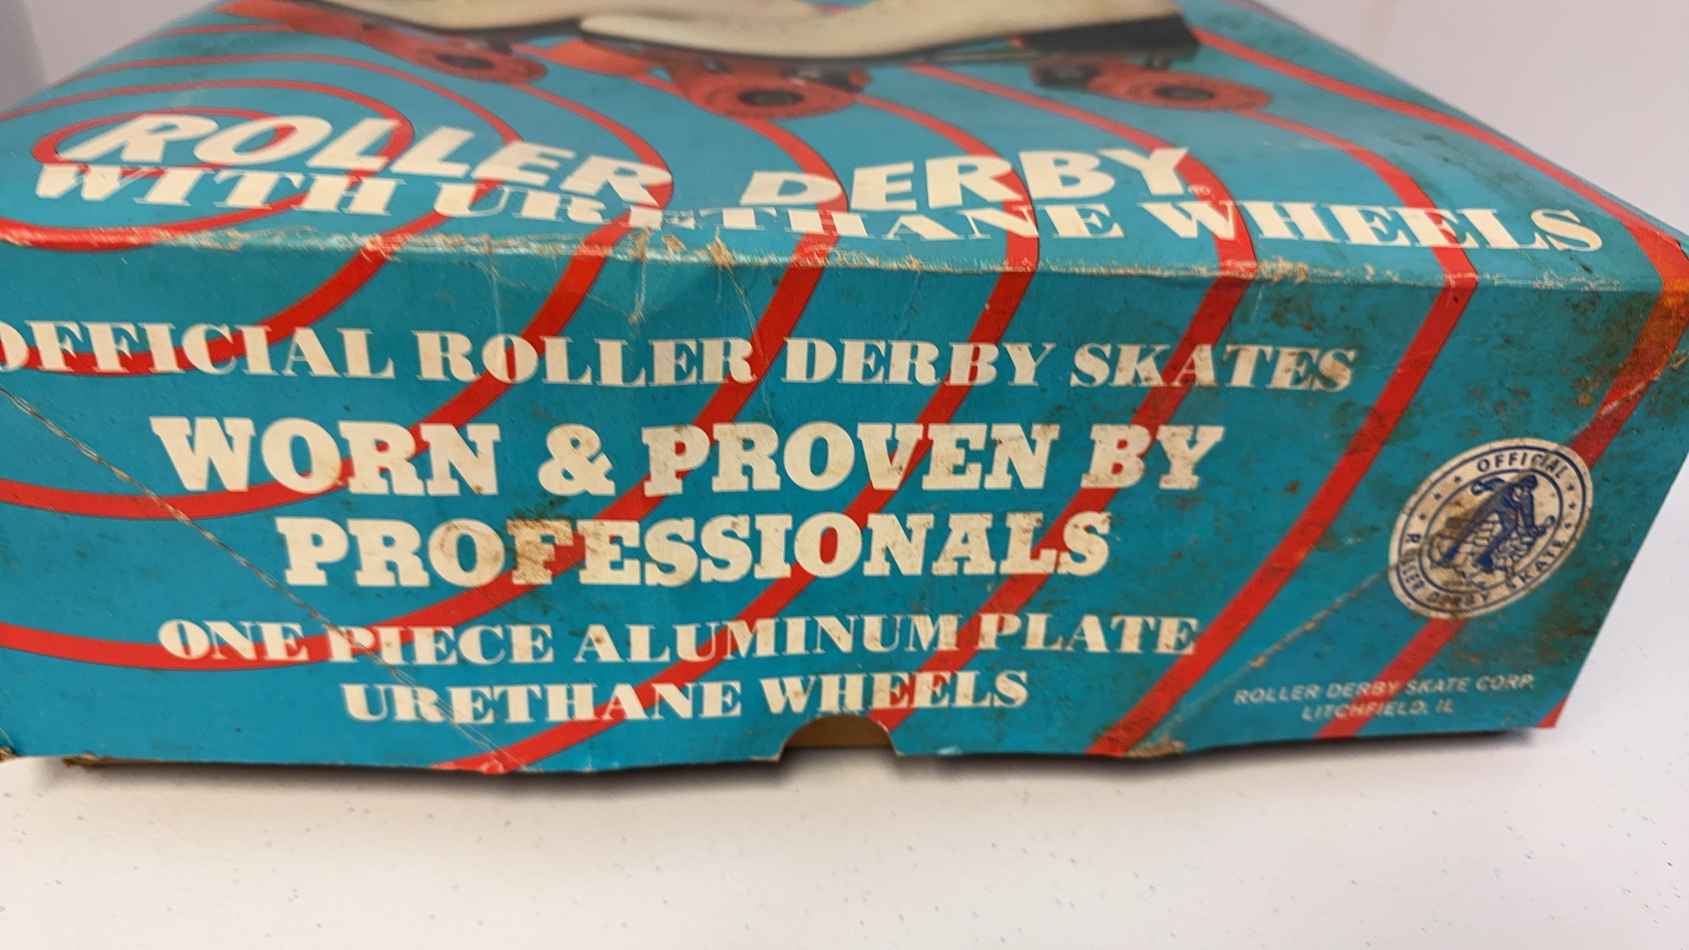 ROLLER DERBY®
WITH URETHANE WHEELS
OFFICIAL ROLLER DERBY SKATES
WORN & PROVEN BY
PROFESSIONALS
ONE PIECE ALUMINUM PLATE
URETHANE WHEELS
OFFICIAL
ROLLER DERBY SKATE
ROLLER DERBY SKATE CORP.
LITCHFIELD, IL